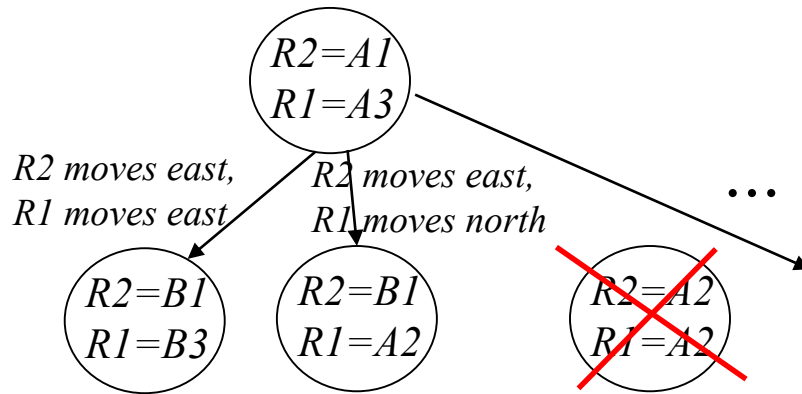 R2=A1
R1=A3
R2 moves east,
R1 moves east
R2 moves east,
R1 moves north
...
R2=B1
R1=B3
R2=B1
R1=A2
R2=A2
R1=A2